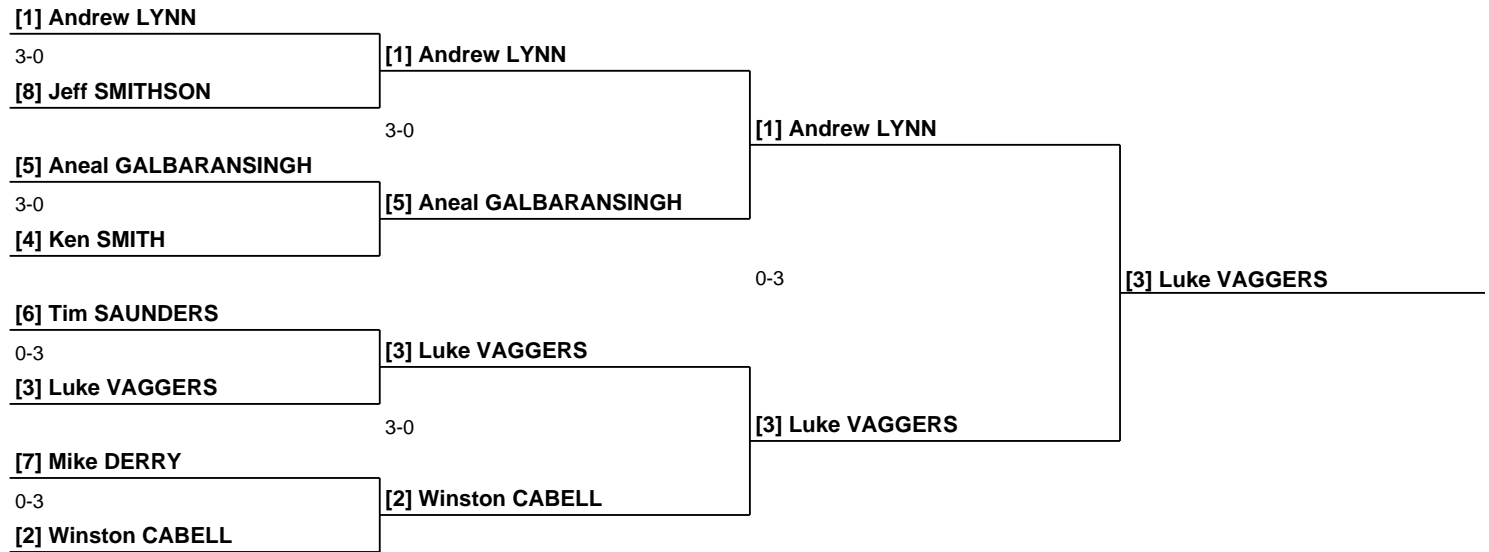 [1] Andrew LYNN
3-0
[1] Andrew LYNN
[8] Jeff SMITHSON
3-0
[1] Andrew LYNN
[5] Aneal GALBARANSINGH
3-0
[5] Aneal GALBARANSINGH
[4] Ken SMITH
0-3
[3] Luke VAGGERS
[6] Tim SAUNDERS
0-3
[3] Luke VAGGERS
[3] Luke VAGGERS
3-0
[3] Luke VAGGERS
[7] Mike DERRY
0-3
[2] Winston CABELL
[2] Winston CABELL